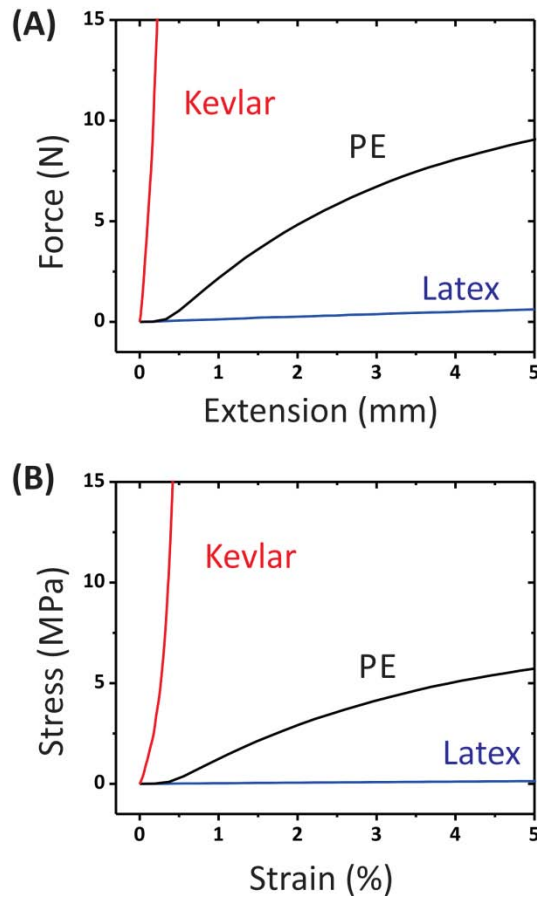 (A)
15
10
5
0
Force (N)
Kevlar
PE
Latex
0 1 2 3 4 5
Extension (mm)
(B)
15
10
5
0
Stress (MPa)
Kevlar
PE
Latex
0 1 2 3 4 5
Strain (%)